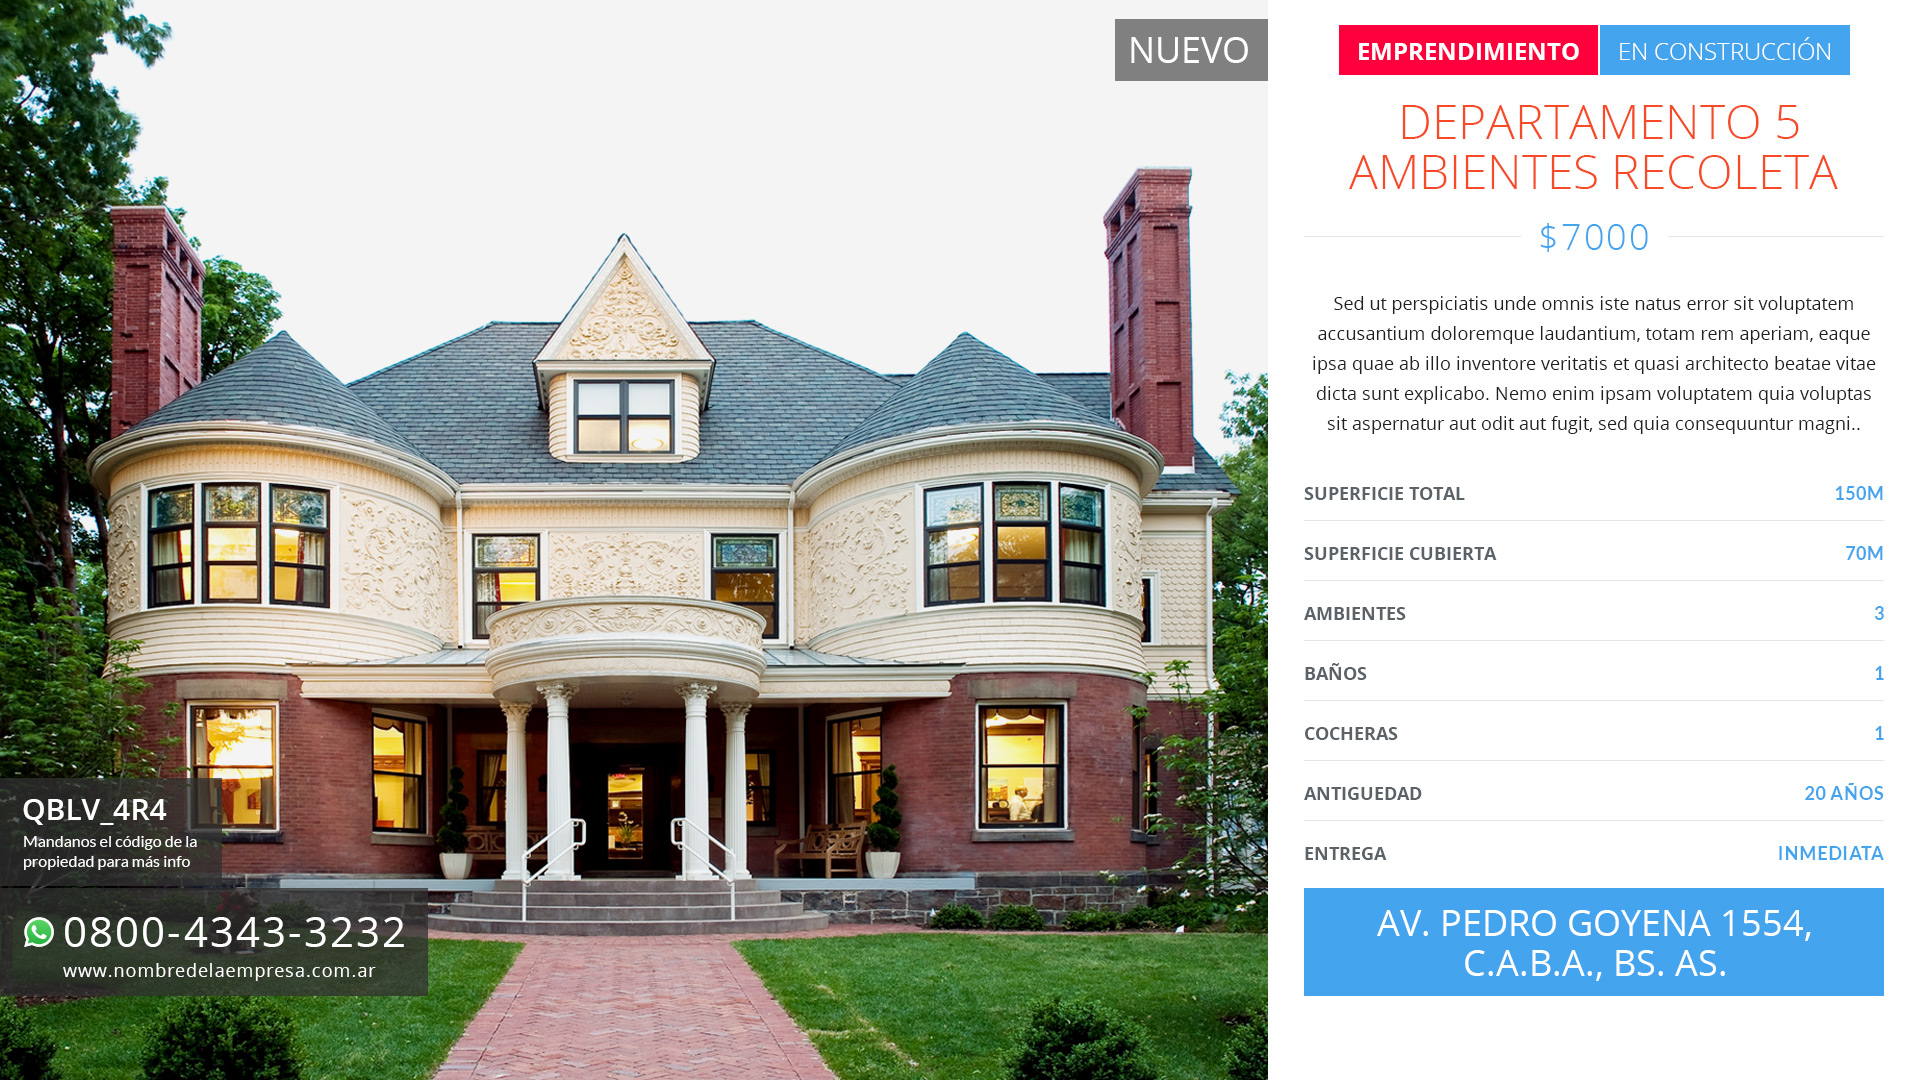 NUEVO
EMPRENDIMIENTO
EN CONSTRUCCIÓN
DEPARTAMENTO 5
AMBIENTES RECOLETA
$7000
Sed ut perspiciatis unde omnis iste natus error sit voluptatem
accusantium doloremque laudantium, totam rem aperiam, eaque
ipsa quae ab illo inventore veritatis et quasi architecto beatae vitae
dicta sunt explicabo. Nemo enim ipsam voluptatem quia voluptas
sit aspernatur aut odit aut fugit, sed quia consequuntur magni..
SUPERFICIE TOTAL 150M
SUPERFICIE CUBIERTA 70M
AMBIENTES 3
BAÑOS 1
COCHERAS 1
ANTIGUEDAD 20 AÑOS
ENTREGA INMEDIATA
AV. PEDRO GOYENA 1554,
C.A.B.A., BS. AS.
QBLV_4R4
Mandanos el código de la
propiedad para más info
0800-4343-3232
www.nombredelaempresa.com.ar